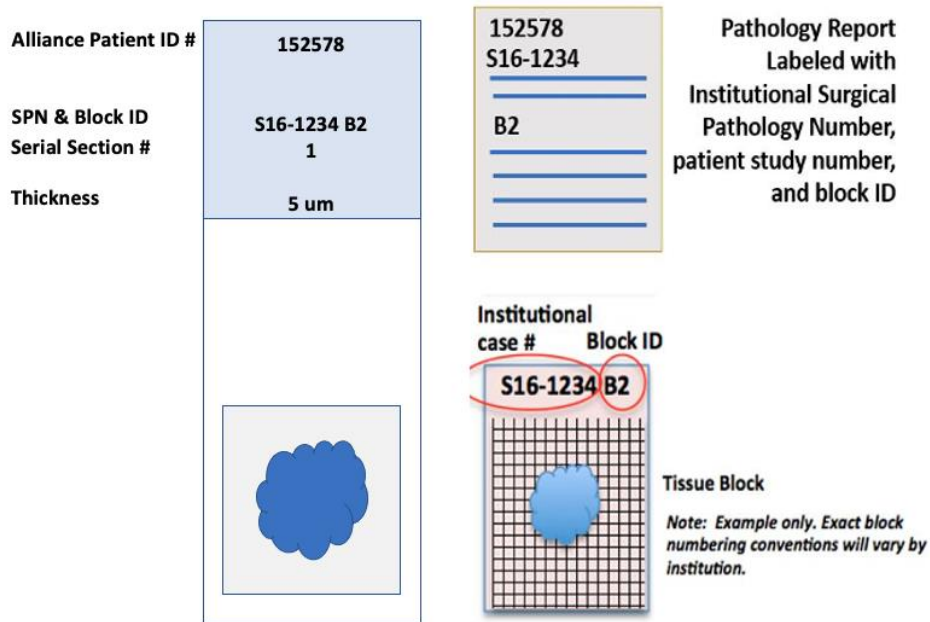 Alliance Patient ID #
152578
SPN & Block ID
S16-1234 B2
Serial Section #
1
Thickness
5 um
152578
S16-1234
B2
Pathology Report
Labeled with
Institutional Surgical
Pathology Number,
patient study number,
and block ID
Institutional
case #
Block ID
S16-1234 B2
Tissue Block
Note: Example only. Exact block
numbering conventions will vary by
institution.